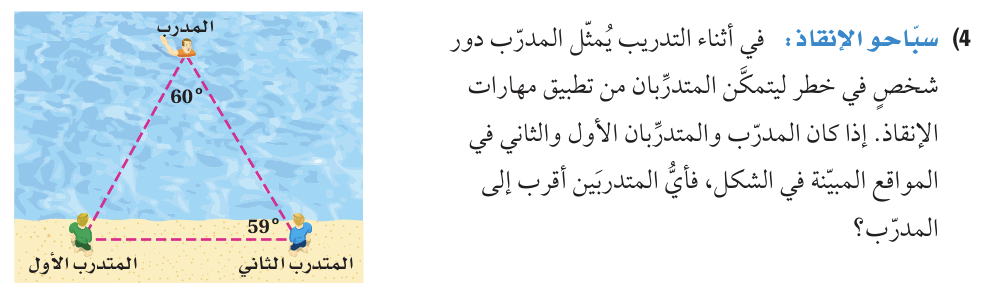 4) سبّاحو الإنقاذ: في أثناء التدريب يُمثّل المدرّب دور
شخصٍ في خطر ليتمكَّن المتدرِّبان من تطبيق مهارات
الإنقاذ. إذا كان المدرّب والمتدرِّبان الأول والثاني في
المواقع المبيّنة في الشكل، فأيُّ المتدربَين أقرب إلى
المدرّب؟
المدرب
60°
59°
المتدرب الثاني
المتدرب الأول